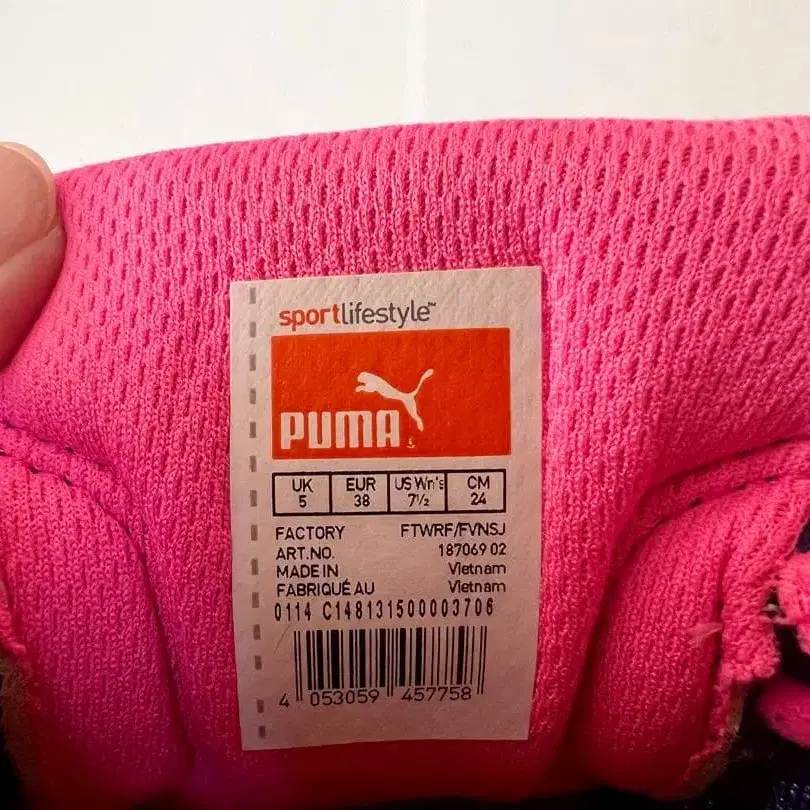 sportlifestyle™
PUMA
UK EUR US Wn's CM
5 38 7½ 24
FACTORY FTWRF/FVNSJ
ART.NO. 187069 02
MADE IN Vietnam
FABRIQUÉ AU Vietnam
0114 C148131500003706
4 053059 457758